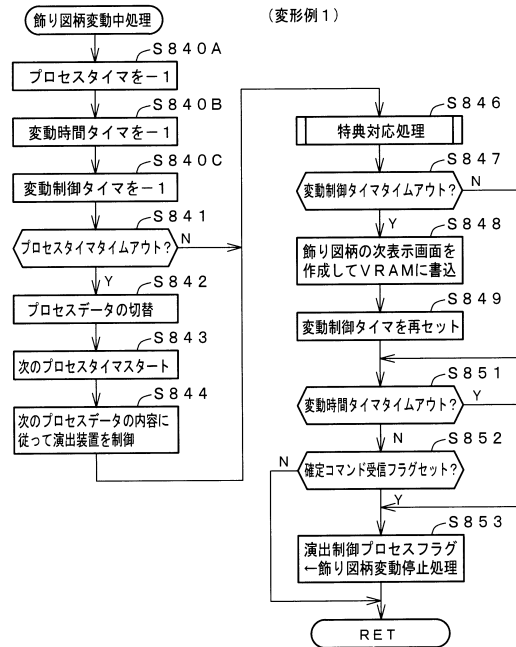 飾り図柄変動中処理
(変形例1)
S840A
プロセスタイマを−1
S840B
変動時間タイマを−1
S840C
変動制御タイマを−1
S841
プロセスタイマタイムアウト?
N
Y
S842
プロセスデータの切替
S843
次のプロセスタイマスタート
S844
次のプロセスデータの内容に
従って演出装置を制御
S846
特典対応処理
S847
変動制御タイマタイムアウト?
N
Y
S848
飾り図柄の次表示画面を
作成してVRAMに書込
S849
変動制御タイマを再セット
S851
変動時間タイマタイムアウト?
Y
N
S852
確定コマンド受信フラグセット?
N
Y
S853
演出制御プロセスフラグ
←飾り図柄変動停止処理
RET